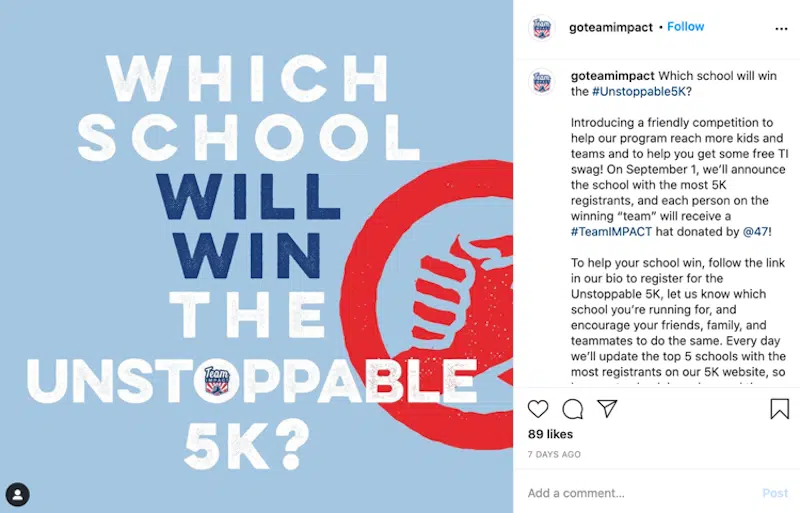 WHICH
SCHOOL
WILL
WIN
THE
UNSTOPPABLE
5K?
Team
IMPACT
goteamimpact • Follow
goteamimpact Which school will win
the #Unstoppable5K?
Introducing a friendly competition to
help our program reach more kids and
teams and to help you get some free TI
swag! On September 1, we’ll announce
the school with the most 5K
registrants, and each person on the
winning “team” will receive a
#TeamIMPACT hat donated by @47!
To help your school win, follow the link
in our bio to register for the
Unstoppable 5K, let us know which
school you’re running for, and
encourage your friends, family, and
teammates to do the same. Every day
we’ll update the top 5 schools with the
most registrants on our 5K website, so
89 likes
7 DAYS AGO
Add a comment...
Post